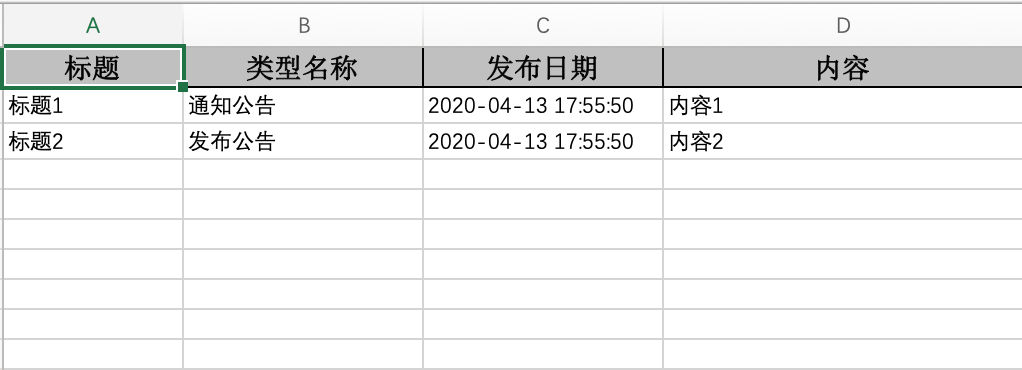 A B C D
标题 类型名称 发布日期 内容
标题1 通知公告 2020-04-13 17:55:50 内容1
标题2 发布公告 2020-04-13 17:55:50 内容2